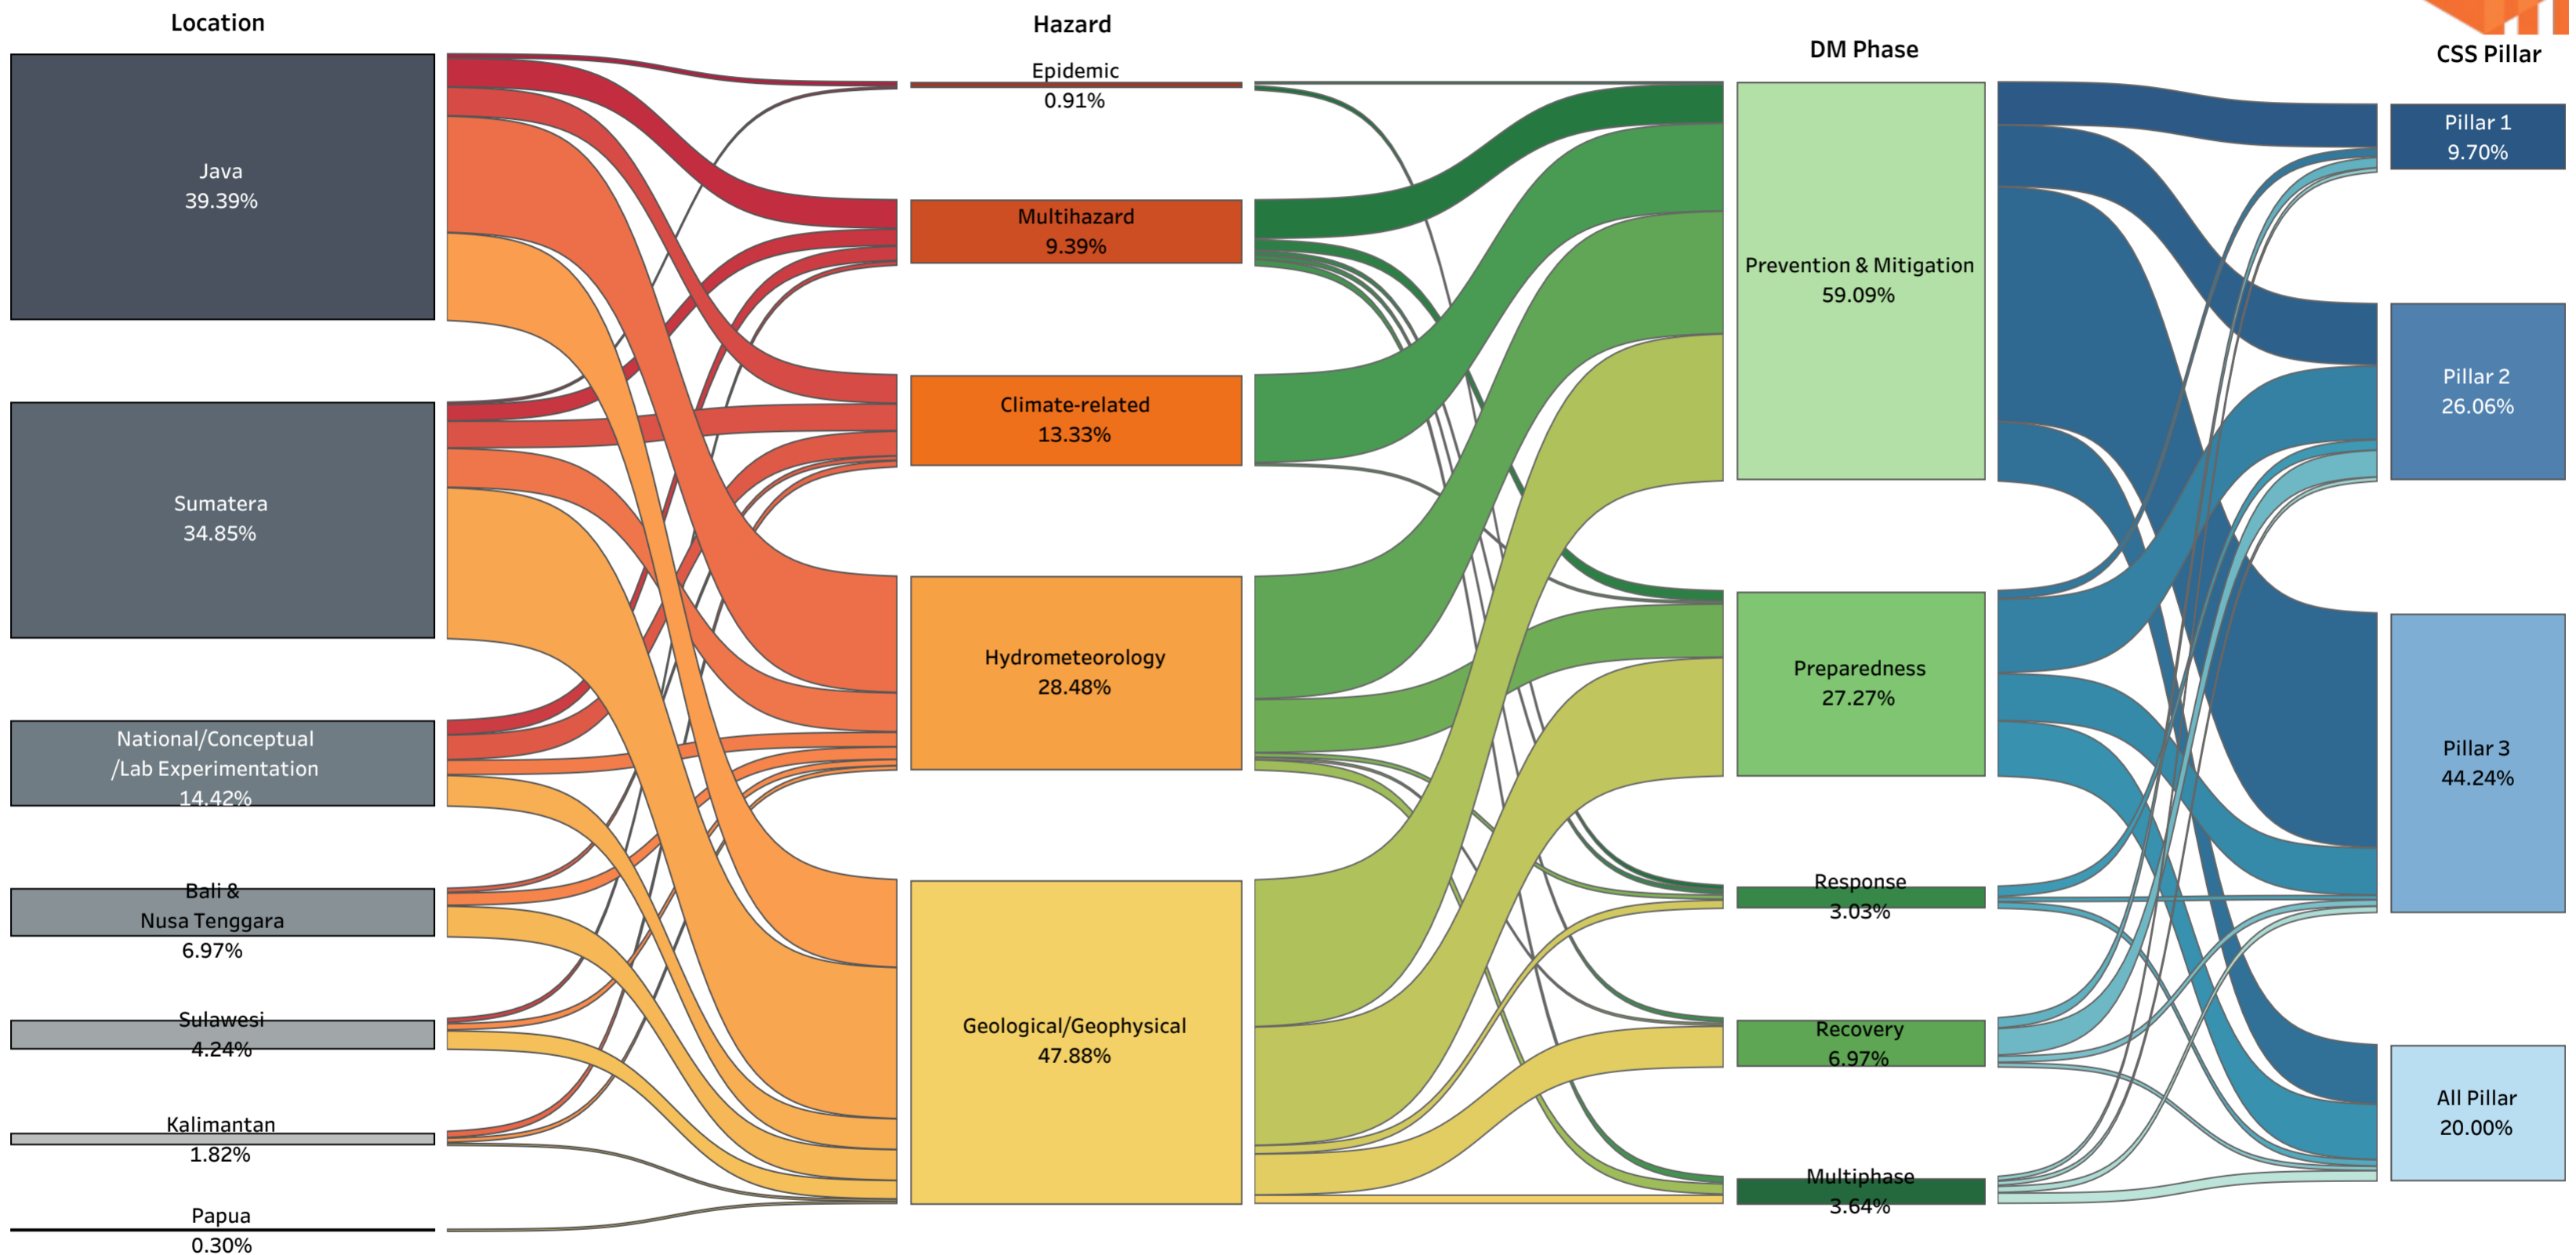 Location
Java
39.39%
Sumatera
34.85%
National/Conceptual
/Lab Experimentation
14.42%
Bali &
Nusa Tenggara
6.97%
Sulawesi
4.24%
Kalimantan
1.82%
Papua
0.30%
Hazard
Epidemic
0.91%
Multihazard
9.39%
Climate-related
13.33%
Hydrometeorology
28.48%
Geological/Geophysical
47.88%
DM Phase
Prevention & Mitigation
59.09%
Preparedness
27.27%
Response
3.03%
Recovery
6.97%
Multiphase
3.64%
CSS Pillar
Pillar 1
9.70%
Pillar 2
26.06%
Pillar 3
44.24%
All Pillar
20.00%